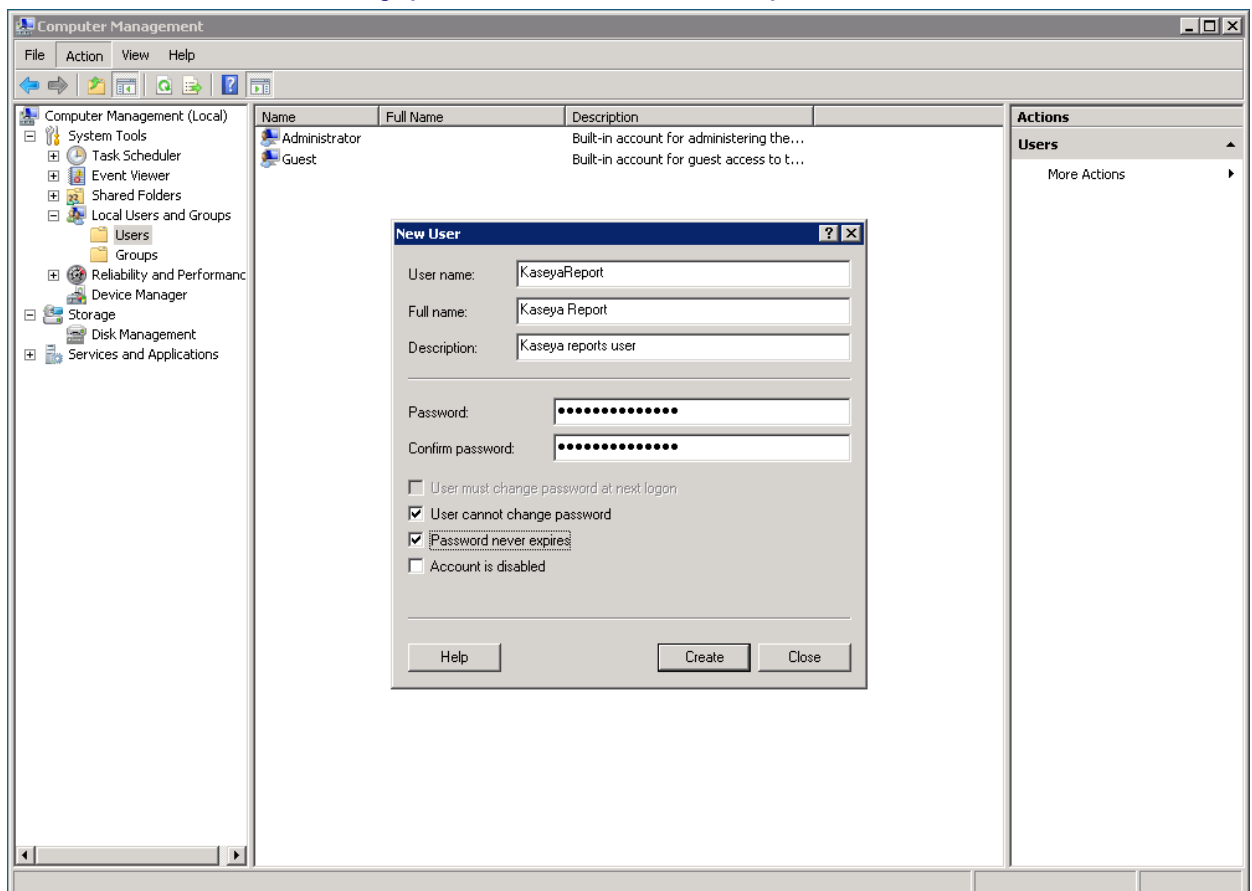 Computer Management
File Action View Help
Computer Management (Local)
System Tools
Task Scheduler
Event Viewer
Shared Folders
Local Users and Groups
Users
Groups
Reliability and Performanc
Device Manager
Storage
Disk Management
Services and Applications
Name Full Name Description
Administrator Built-in account for administering the...
Guest Built-in account for guest access to t...
Actions
Users
More Actions
New User
User name: KaseyaReport
Full name: Kaseya Report
Description: Kaseya reports user
Password: ●●●●●●●●●●●●●●
Confirm password: ●●●●●●●●●●●●●●
User must change password at next logon
User cannot change password
Password never expires
Account is disabled
Help Create Close